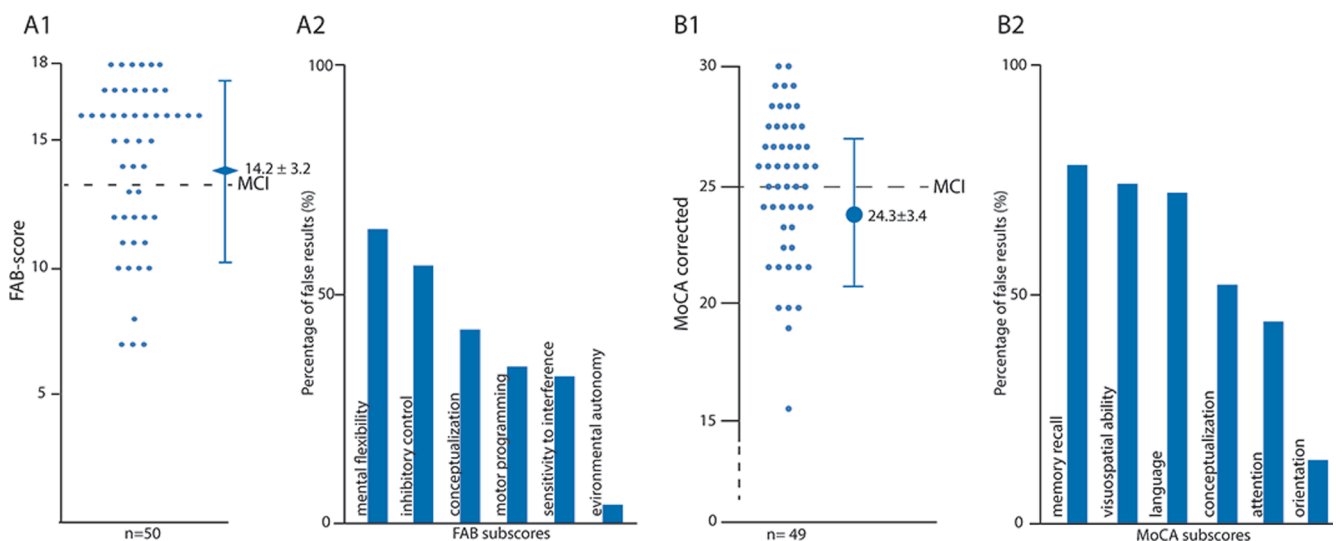 A1
FAB-score
18
15
10
5
14.2 ± 3.2
MCI
n=50
A2
Percentage of false results (%)
100
50
0
mental flexibility
inhibitory control
conceptualization
motor programming
sensitivity to interference
evironmental autonomy
FAB subscores
B1
MoCA corrected
30
25
20
15
0
MCI
24.3±3.4
n= 49
B2
Percentage of false results (%)
100
50
0
memory recall
visuospatial ability
language
conceptualization
attention
orientation
MoCA subscores